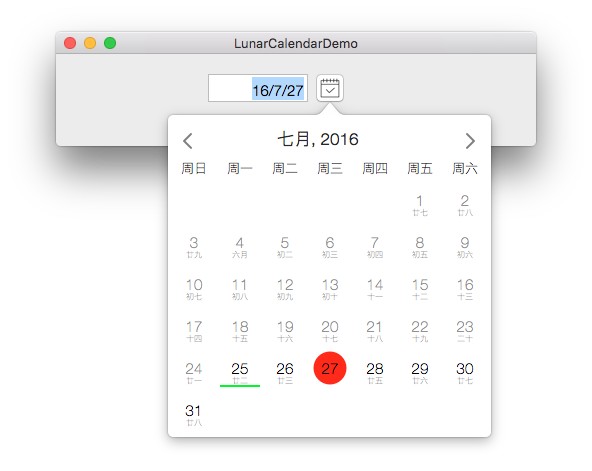 LunarCalendarDemo
16/7/27
七月, 2016
周日 周一 周二 周三 周四 周五 周六
1 2
廿七 廿八
3 4 5 6 7 8 9
廿九 六月 初二 初三 初四 初五 初六
10 11 12 13 14 15 16
初七 初八 初九 初十 十一 十二 十三
17 18 19 20 21 22 23
十四 十五 十六 十七 十八 十九 二十
24 25 26 27 28 29 30
廿一 廿二 廿三 廿五 廿六 廿七
31
廿八